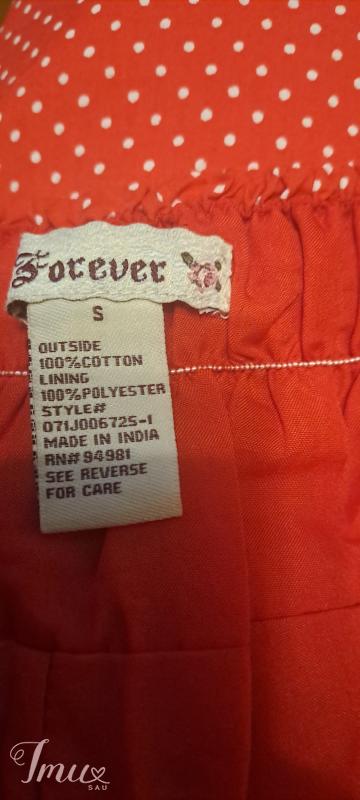 Forever
S
OUTSIDE
100%COTTON
LINING
100%POLYESTER
STYLE#
071J006725-1
MADE IN INDIA
RN# 94981
SEE REVERSE
FOR CARE
Imu
SAU